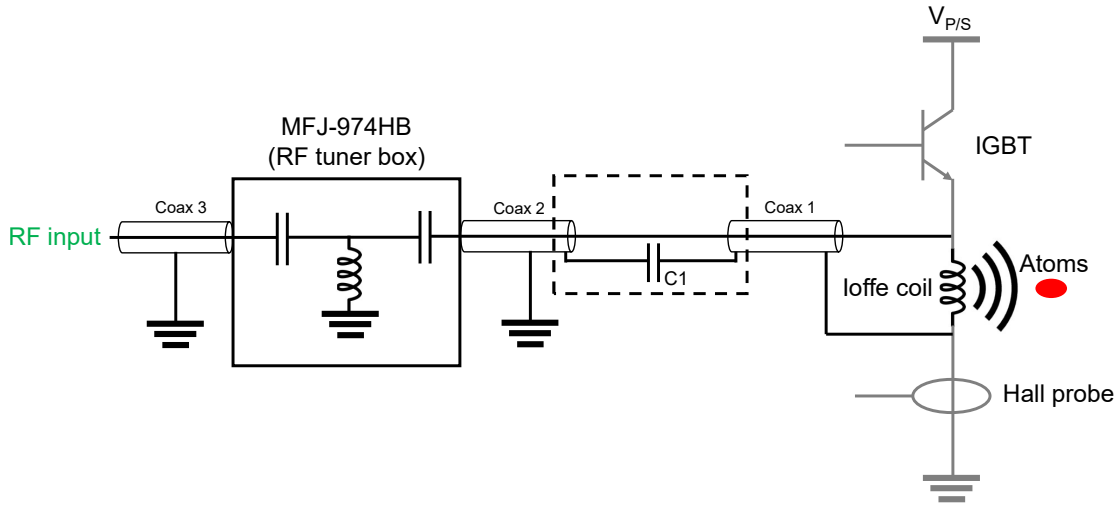 V_P/S
MFJ-974HB
(RF tuner box)
IGBT
Coax 3
Coax 2
Coax 1
RF input
C1
Ioffe coil
Atoms
Hall probe